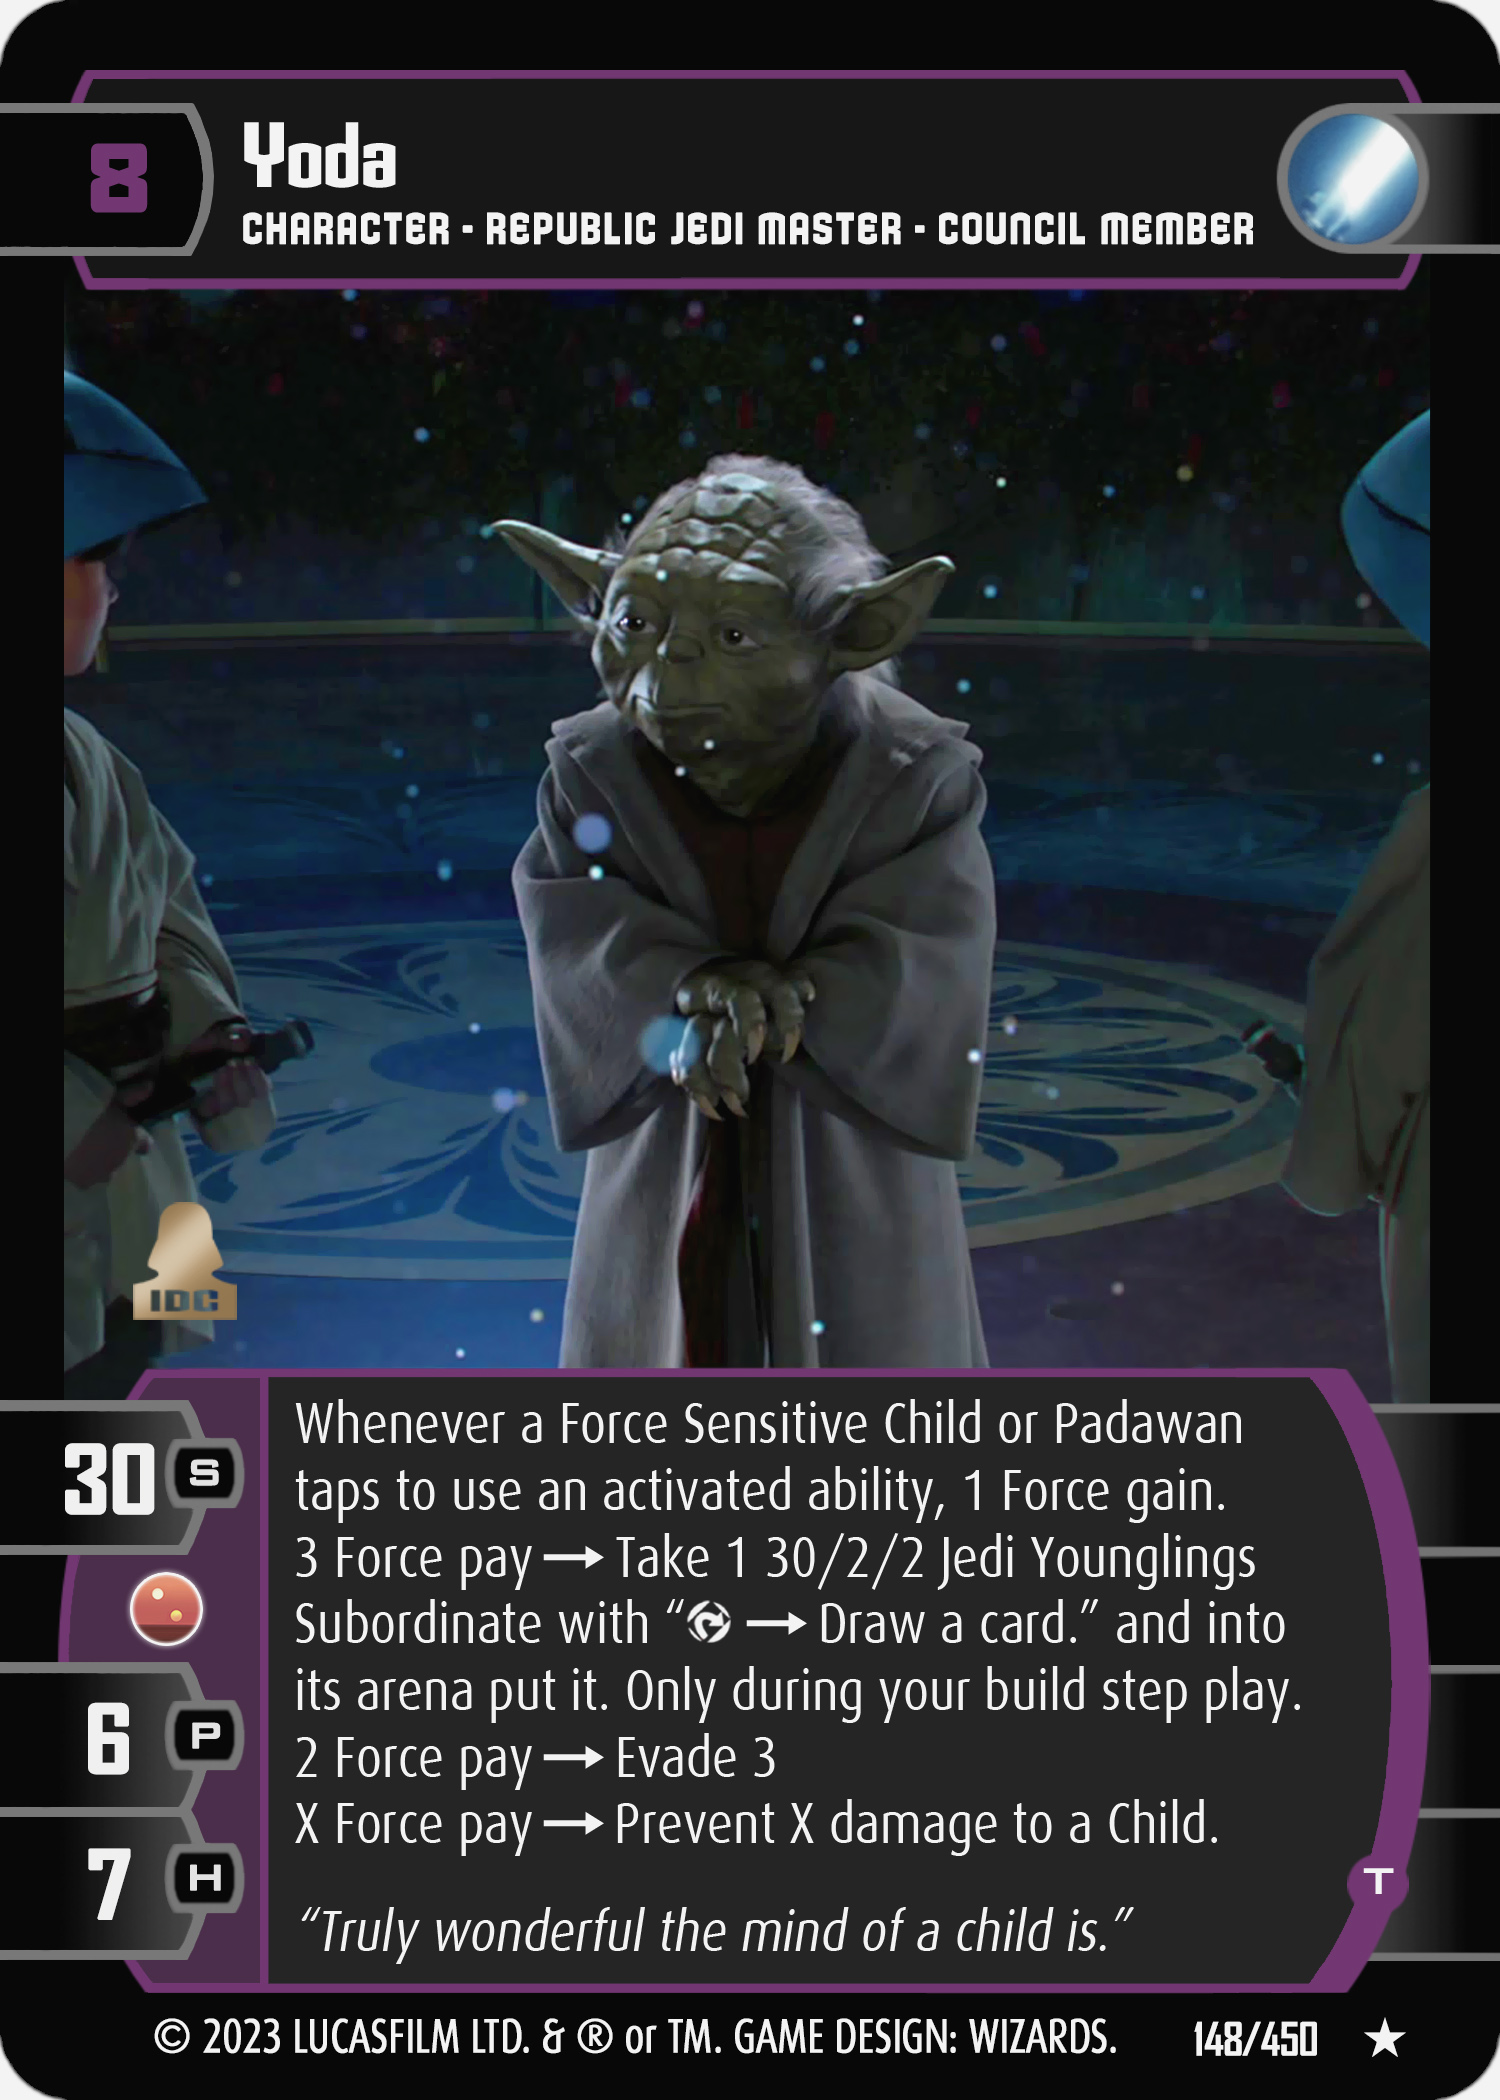 8
Yoda
CHARACTER - REPUBLIC JEDI MASTER - COUNCIL MEMBER
IDC
30 S
6 P
7 H
Whenever a Force Sensitive Child or Padawan
taps to use an activated ability, 1 Force gain.
3 Force pay → Take 1 30/2/2 Jedi Younglings
Subordinate with “ → Draw a card.” and into
its arena put it. Only during your build step play.
2 Force pay → Evade 3
X Force pay → Prevent X damage to a Child.
“Truly wonderful the mind of a child is.”
T
© 2023 LUCASFILM LTD. & ® or TM. GAME DESIGN: WIZARDS. 148/450 ★